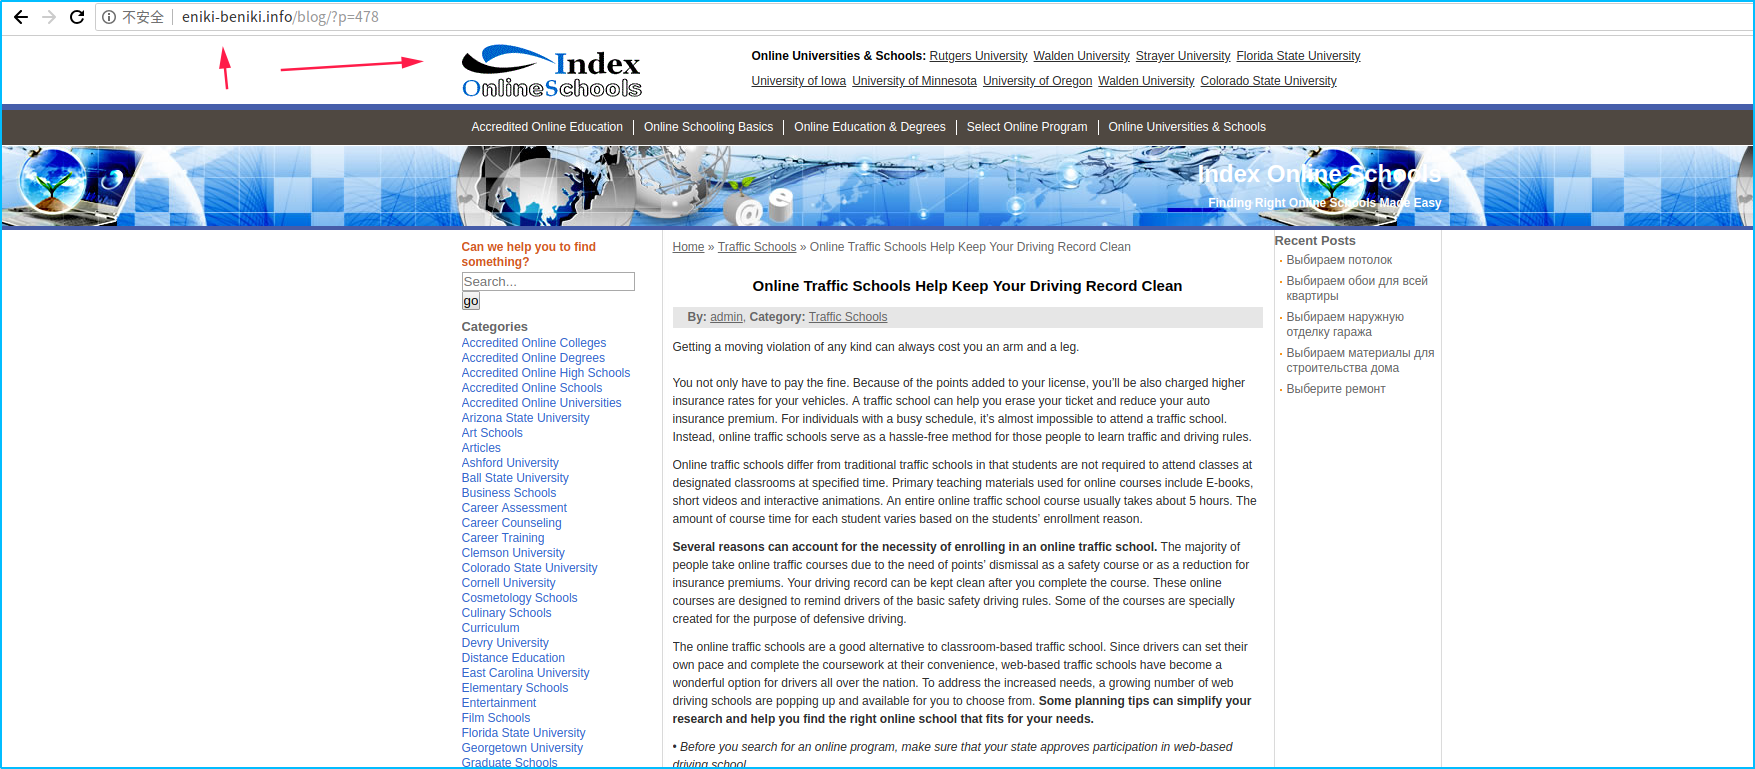 不安全 eniki-beniki.info/blog/?p=478
Index
OnlineSchools
Online Universities & Schools: Rutgers University Walden University Strayer University Florida State University
University of Iowa University of Minnesota University of Oregon Walden University Colorado State University
Accredited Online Education Online Schooling Basics Online Education & Degrees Select Online Program Online Universities & Schools
Index Online Schools
Finding Right Online Schools Made Easy
Can we help you to find
something?
Search...
go
Categories
Accredited Online Colleges
Accredited Online Degrees
Accredited Online High Schools
Accredited Online Schools
Accredited Online Universities
Arizona State University
Art Schools
Articles
Ashford University
Ball State University
Business Schools
Career Assessment
Career Counseling
Career Training
Clemson University
Colorado State University
Cornell University
Cosmetology Schools
Culinary Schools
Curriculum
Devry University
Distance Education
East Carolina University
Elementary Schools
Entertainment
Film Schools
Florida State University
Georgetown University
Graduate Schools
Home » Traffic Schools » Online Traffic Schools Help Keep Your Driving Record Clean
Online Traffic Schools Help Keep Your Driving Record Clean
By: admin, Category: Traffic Schools
Getting a moving violation of any kind can always cost you an arm and a leg.
You not only have to pay the fine. Because of the points added to your license, you’ll be also charged higher
insurance rates for your vehicles. A traffic school can help you erase your ticket and reduce your auto
insurance premium. For individuals with a busy schedule, it’s almost impossible to attend a traffic school.
Instead, online traffic schools serve as a hassle-free method for those people to learn traffic and driving rules.
Online traffic schools differ from traditional traffic schools in that students are not required to attend classes at
designated classrooms at specified time. Primary teaching materials used for online courses include E-books,
short videos and interactive animations. An entire online traffic school course usually takes about 5 hours. The
amount of course time for each student varies based on the students’ enrollment reason.
Several reasons can account for the necessity of enrolling in an online traffic school. The majority of
people take online traffic courses due to the need of points’ dismissal as a safety course or as a reduction for
insurance premiums. Your driving record can be kept clean after you complete the course. These online
courses are designed to remind drivers of the basic safety driving rules. Some of the courses are specially
created for the purpose of defensive driving.
The online traffic schools are a good alternative to classroom-based traffic school. Since drivers can set their
own pace and complete the coursework at their convenience, web-based traffic schools have become a
wonderful option for drivers all over the nation. To address the increased needs, a growing number of web
driving schools are popping up and available for you to choose from. Some planning tips can simplify your
research and help you find the right online school that fits for your needs.
• Before you search for an online program, make sure that your state approves participation in web-based
driving school
Recent Posts
Выбираем потолок
Выбираем обои для всей
квартиры
Выбираем наружную
отделку гаража
Выбираем материалы для
строительства дома
Выберите ремонт